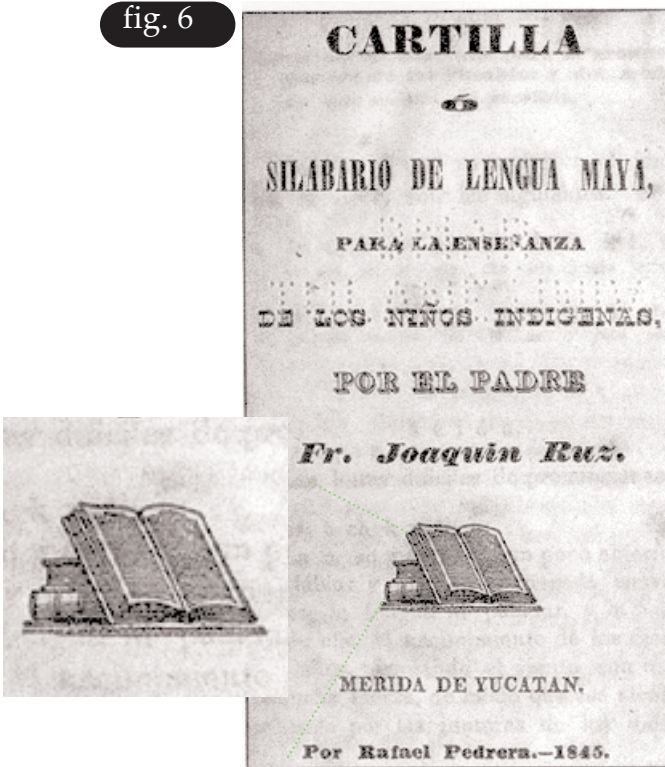 fig. 6
CARTILLA
ó
SILABARIO DE LENGUA MAYA,
PARA LA ENSEÑANZA
DE LOS NIÑOS INDIGENAS,
POR EL PADRE
Fr. Joaquin Ruz.
MERIDA DE YUCATAN.
Por Rafael Pedrera.—1845.